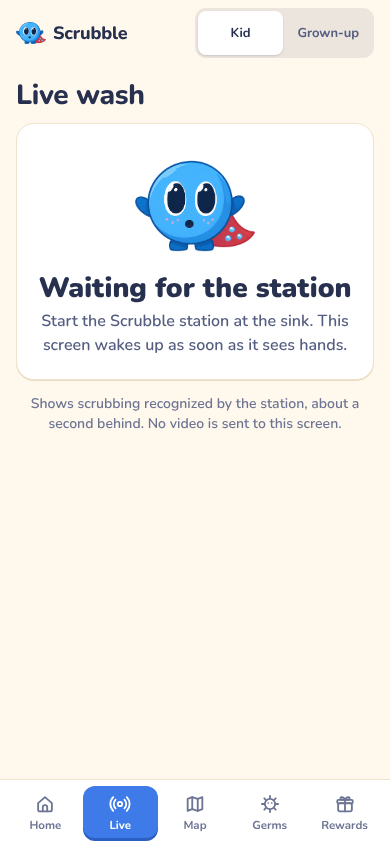 Scrubble
Kid
Grown-up
Live wash
Waiting for the station
Start the Scrubble station at the sink. This
screen wakes up as soon as it sees hands.
Shows scrubbing recognized by the station, about a
second behind. No video is sent to this screen.
Home
Live
Map
Germs
Rewards